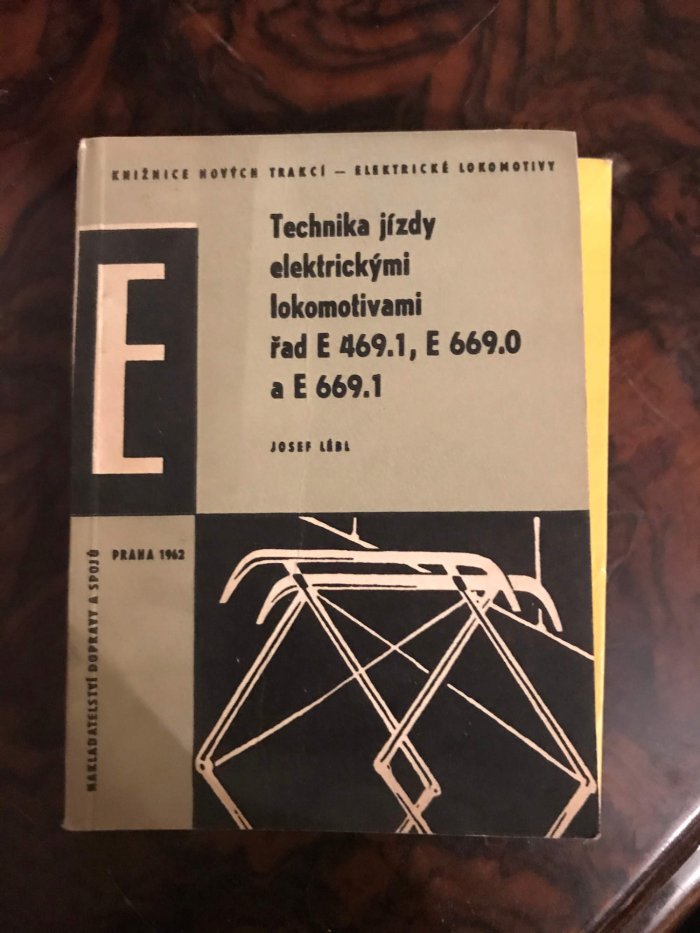 KNIŽNICE NOVÝCH TRAKCÍ – ELEKTRICKÉ LOKOMOTIVY
E
Technika jízdy
elektrickými
lokomotivami
řad E 469.1, E 669.0
a E 669.1
JOSEF LÉBL
PRAHA 1962
NAKLADATELSTVÍ DOPRAVY A SPOJŮ